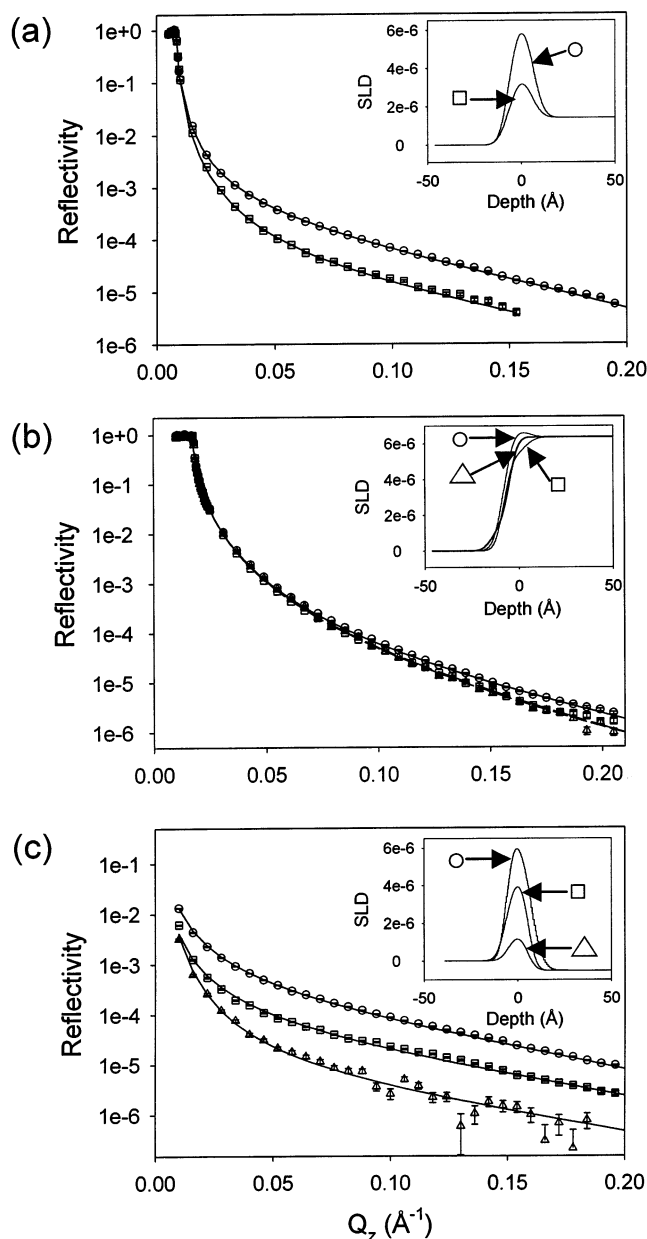 (a)
1e+0
1e-1
1e-2
1e-3
1e-4
1e-5
1e-6
Reflectivity
0.00 0.05 0.10 0.15 0.20
6e-6
4e-6
2e-6
0
SLD
-50 0 50
Depth (Å)
(b)
1e+0
1e-1
1e-2
1e-3
1e-4
1e-5
1e-6
Reflectivity
0.00 0.05 0.10 0.15 0.20
6e-6
4e-6
2e-6
0
SLD
-50 0 50
Depth (Å)
(c)
1e-1
1e-2
1e-3
1e-4
1e-5
1e-6
Reflectivity
0.00 0.05 0.10 0.15 0.20
6e-6
4e-6
2e-6
0
SLD
-50 0 50
Depth (Å)
Qz (Å-1)